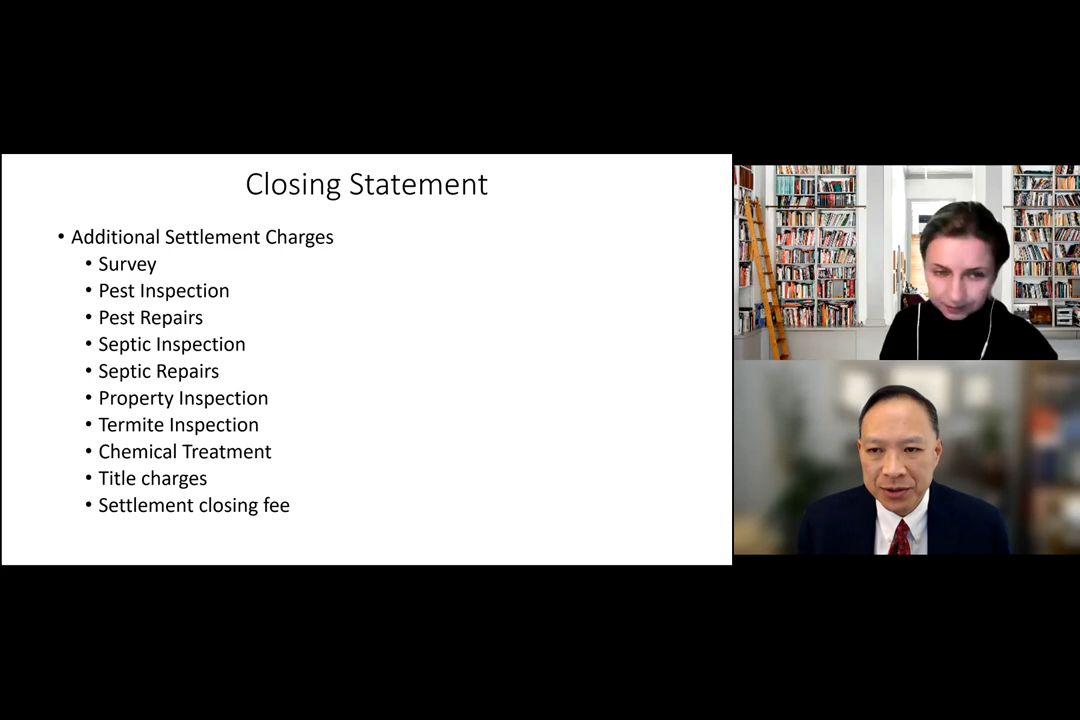 Closing Statement
• Additional Settlement Charges
• Survey
• Pest Inspection
• Pest Repairs
• Septic Inspection
• Septic Repairs
• Property Inspection
• Termite Inspection
• Chemical Treatment
• Title charges
• Settlement closing fee